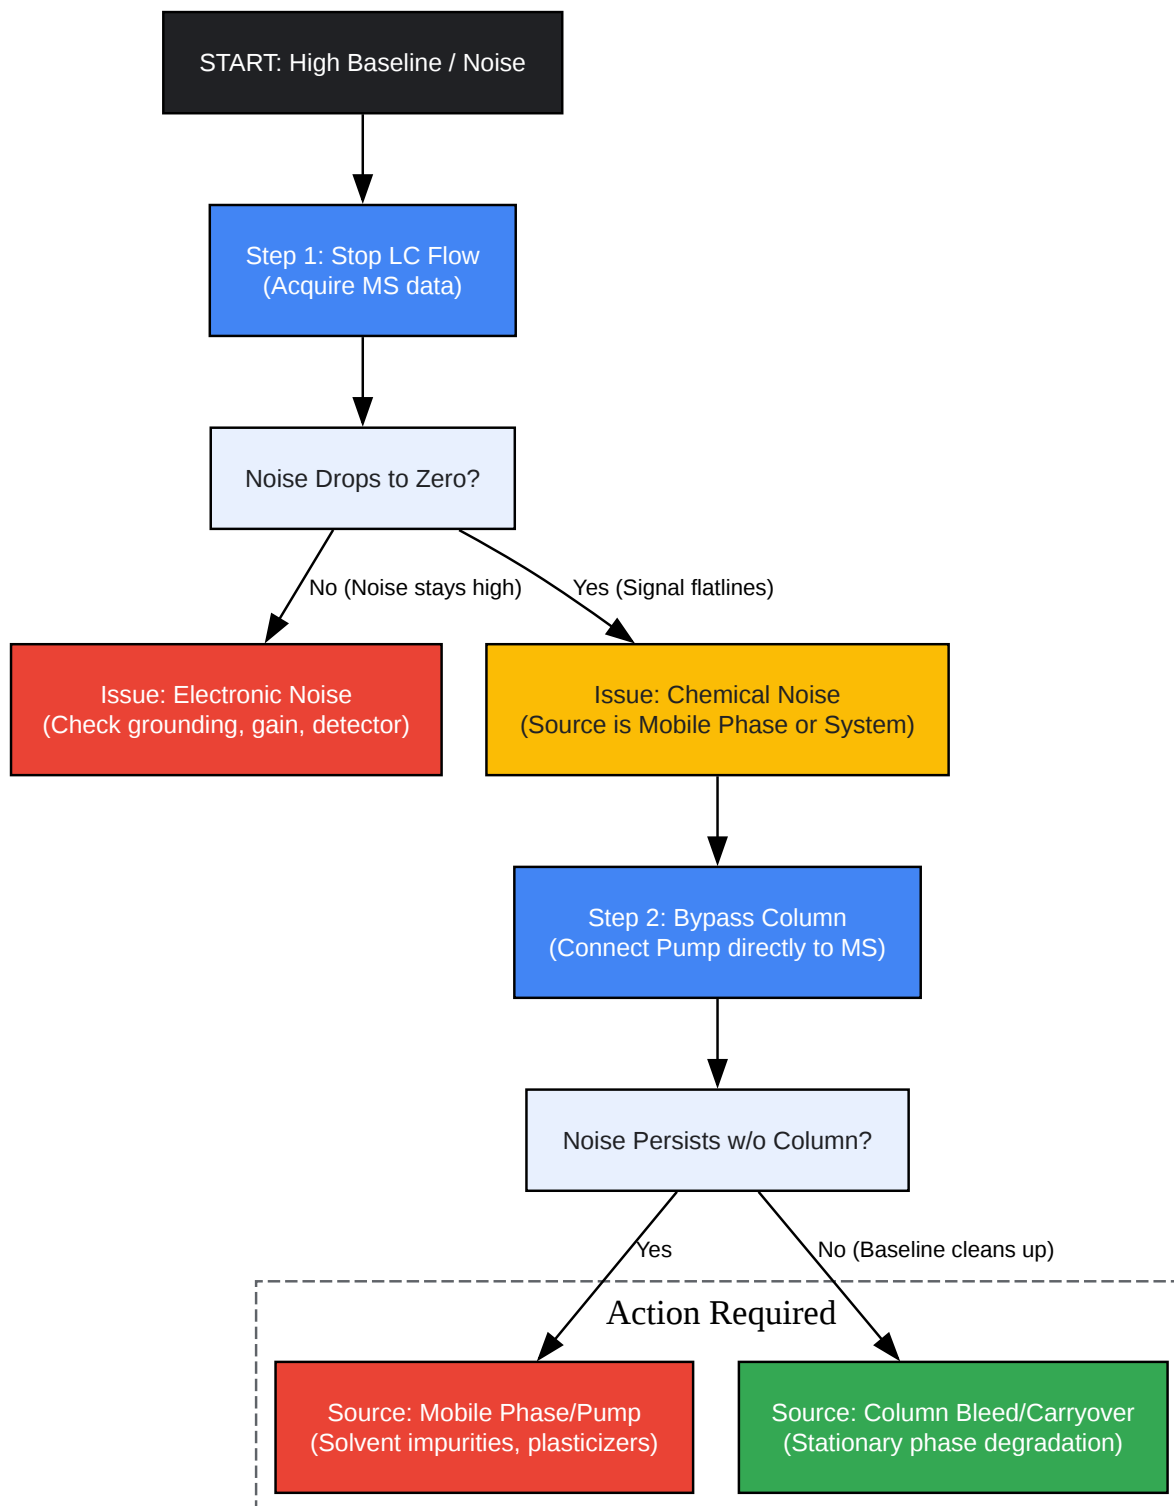 START: High Baseline / Noise
Step 1: Stop LC Flow
(Acquire MS data)
Noise Drops to Zero?
No (Noise stays high)
Yes (Signal flatlines)
Issue: Electronic Noise
(Check grounding, gain, detector)
Issue: Chemical Noise
(Source is Mobile Phase or System)
Step 2: Bypass Column
(Connect Pump directly to MS)
Noise Persists w/o Column?
Yes
No (Baseline cleans up)
Action Required
Source: Mobile Phase/Pump
(Solvent impurities, plasticizers)
Source: Column Bleed/Carryover
(Stationary phase degradation)